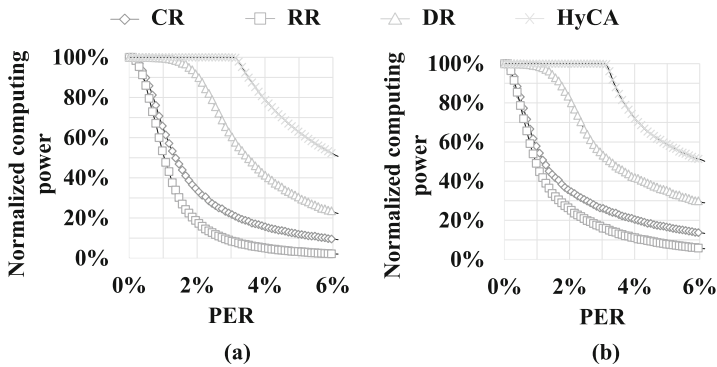 CR RR DR HyCA
Normalized computing
power
100%
80%
60%
40%
20%
0%
0% 2% 4% 6%
PER
(a)
Normalized computing
power
100%
80%
60%
40%
20%
0%
0% 2% 4% 6%
PER
(b)